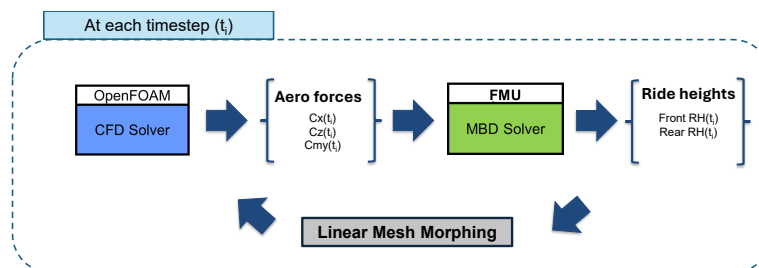 At each timestep (tᵢ)
OpenFOAM
CFD Solver
Aero forces
Cx(tᵢ)
Cz(tᵢ)
Cmy(tᵢ)
FMU
MBD Solver
Ride heights
Front RH(tᵢ)
Rear RH(tᵢ)
Linear Mesh Morphing